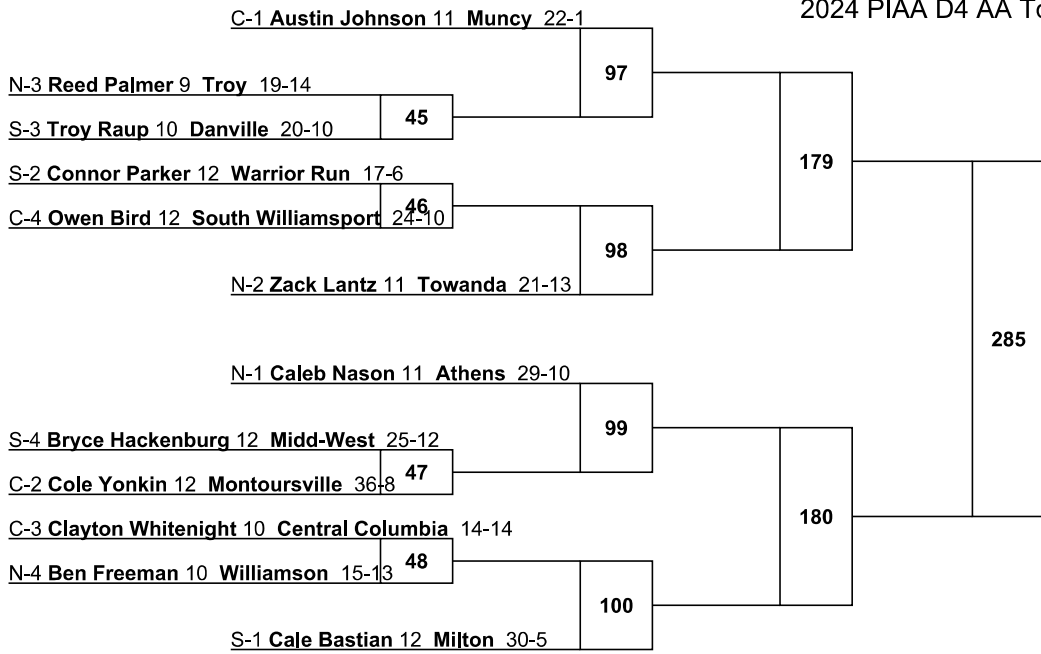 2024 PIAA D4 AA To
C-1 Austin Johnson 11 Muncy 22-1
97
N-3 Reed Palmer 9 Troy 19-14
45
S-3 Troy Raup 10 Danville 20-10
179
S-2 Connor Parker 12 Warrior Run 17-6
46
C-4 Owen Bird 12 South Williamsport 24-10
98
N-2 Zack Lantz 11 Towanda 21-13
285
N-1 Caleb Nason 11 Athens 29-10
99
S-4 Bryce Hackenburg 12 Midd-West 25-12
47
C-2 Cole Yonkin 12 Montoursville 36-8
180
C-3 Clayton Whitenight 10 Central Columbia 14-14
48
N-4 Ben Freeman 10 Williamson 15-13
100
S-1 Cale Bastian 12 Milton 30-5